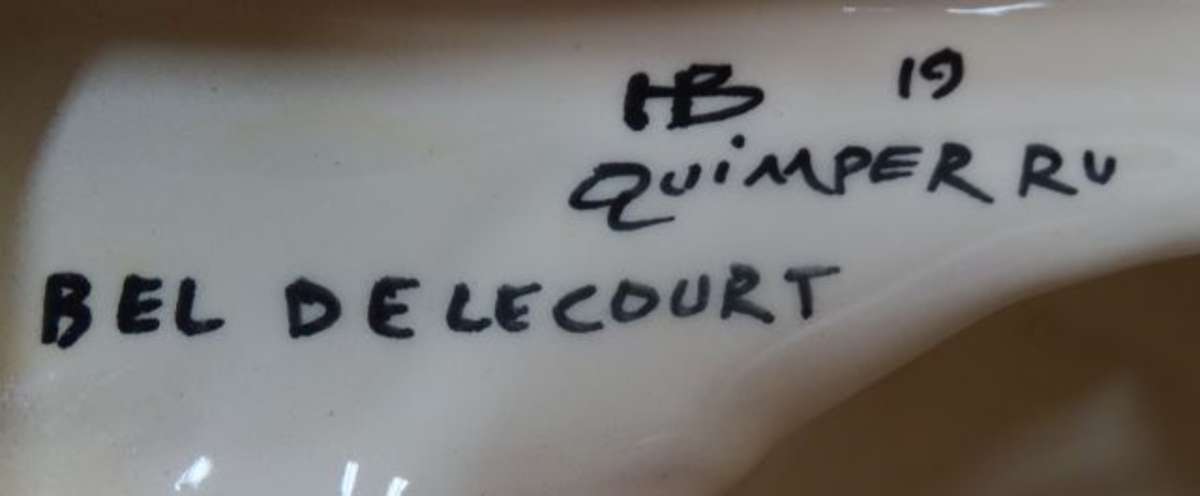 HB 19
QUiMPER RU
BEL DELECOURT